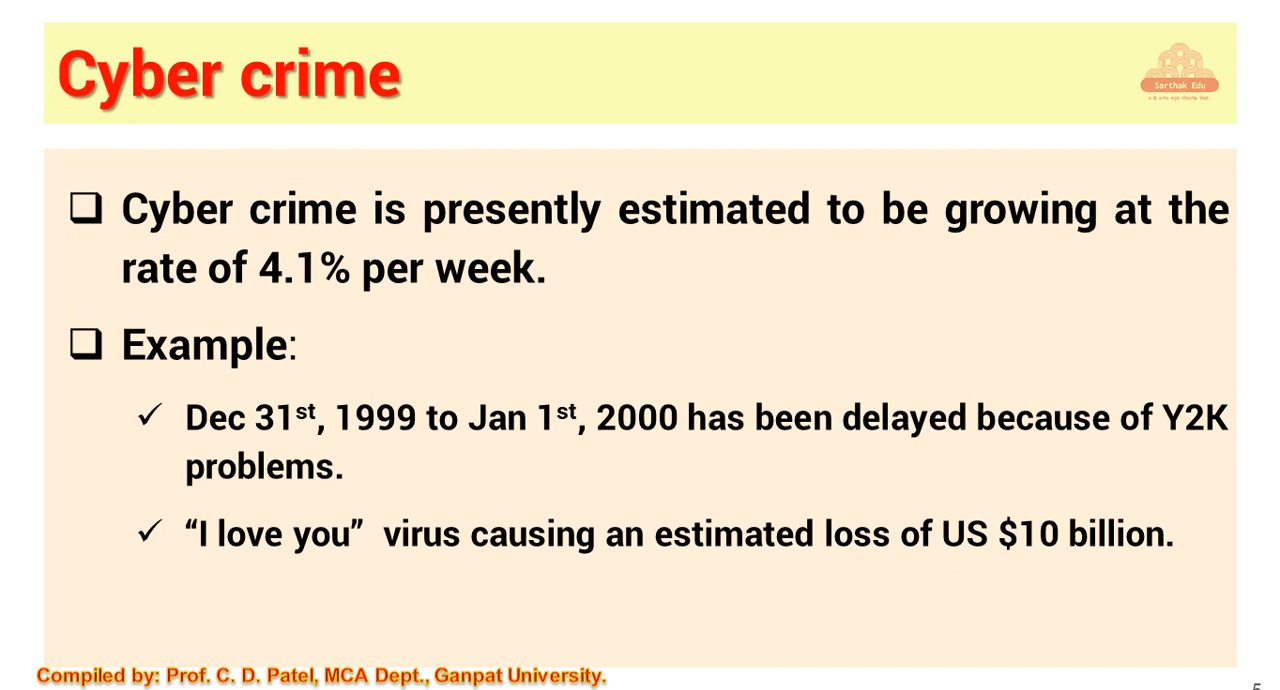 Cyber crime
Sarthak Edu
❑ Cyber crime is presently estimated to be growing at the
rate of 4.1% per week.
❑ Example:
✓ Dec 31st, 1999 to Jan 1st, 2000 has been delayed because of Y2K
problems.
✓ “I love you” virus causing an estimated loss of US $10 billion.
Compiled by: Prof. C. D. Patel, MCA Dept., Ganpat University.
5